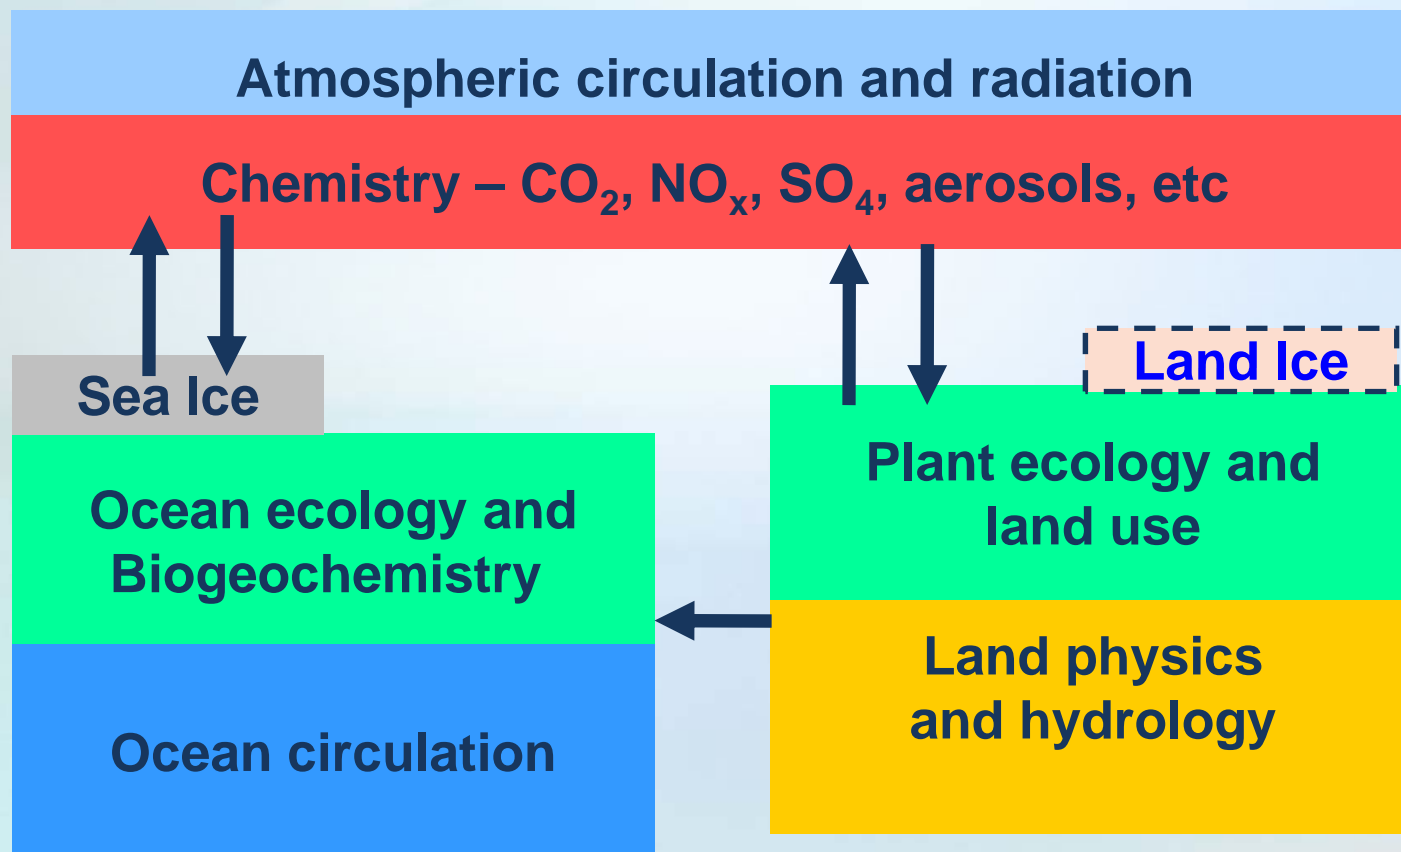 Atmospheric circulation and radiation
Chemistry – CO₂, NOₓ, SO₄, aerosols, etc
Sea Ice
Ocean ecology and
Biogeochemistry
Ocean circulation
Land Ice
Plant ecology and
land use
Land physics
and hydrology